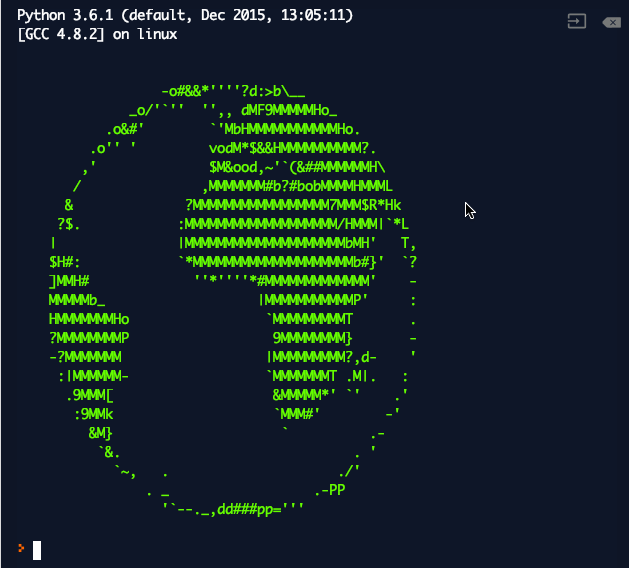 Python 3.6.1 (default, Dec 2015, 13:05:11)
[GCC 4.8.2] on linux
                  -o#&&*''''?d:>b\__
              _o/'`''  '',, dMF9MMMMMHo_
           .o&#'        `'MbHMMMMMMMMMMMHo.
         .o'' '         vodM*$&&HMMMMMMMMMM?.
        ,'              $M&ood,~'`(&##MMMMMMH\
       /               ,MMMMMMM#b?#bobMMMMHMMML
      &              ?MMMMMMMMMMMMMMMMM7MMM$R*Hk
     ?$.            :MMMMMMMMMMMMMMMMMMM/HMMM|`*L
    |               |MMMMMMMMMMMMMMMMMMMMbMH'   T,
    $H#:            `*MMMMMMMMMMMMMMMMMMMMb#}'  `?
    ]MMH#             ''*''''*#MMMMMMMMMMMMM'    -
    MMMMMb_                   |MMMMMMMMMMMP'     :
    HMMMMMMMHo                 `MMMMMMMMMT       .
    ?MMMMMMMMP                  9MMMMMMMM}       -
    -?MMMMMMM                  |MMMMMMMMM?,d-    '
     :|MMMMMM-                 `MMMMMMMT .M|.   :
      .9MMM[                    &MMMMM*' `'    .'
       :9MMk                    `MMM#'        -'
         &M}                     `          .-
          `&.                             . '
            `~,   .                     ./'
                . _                  .-PP
                  '`--._,dd###pp='''
>